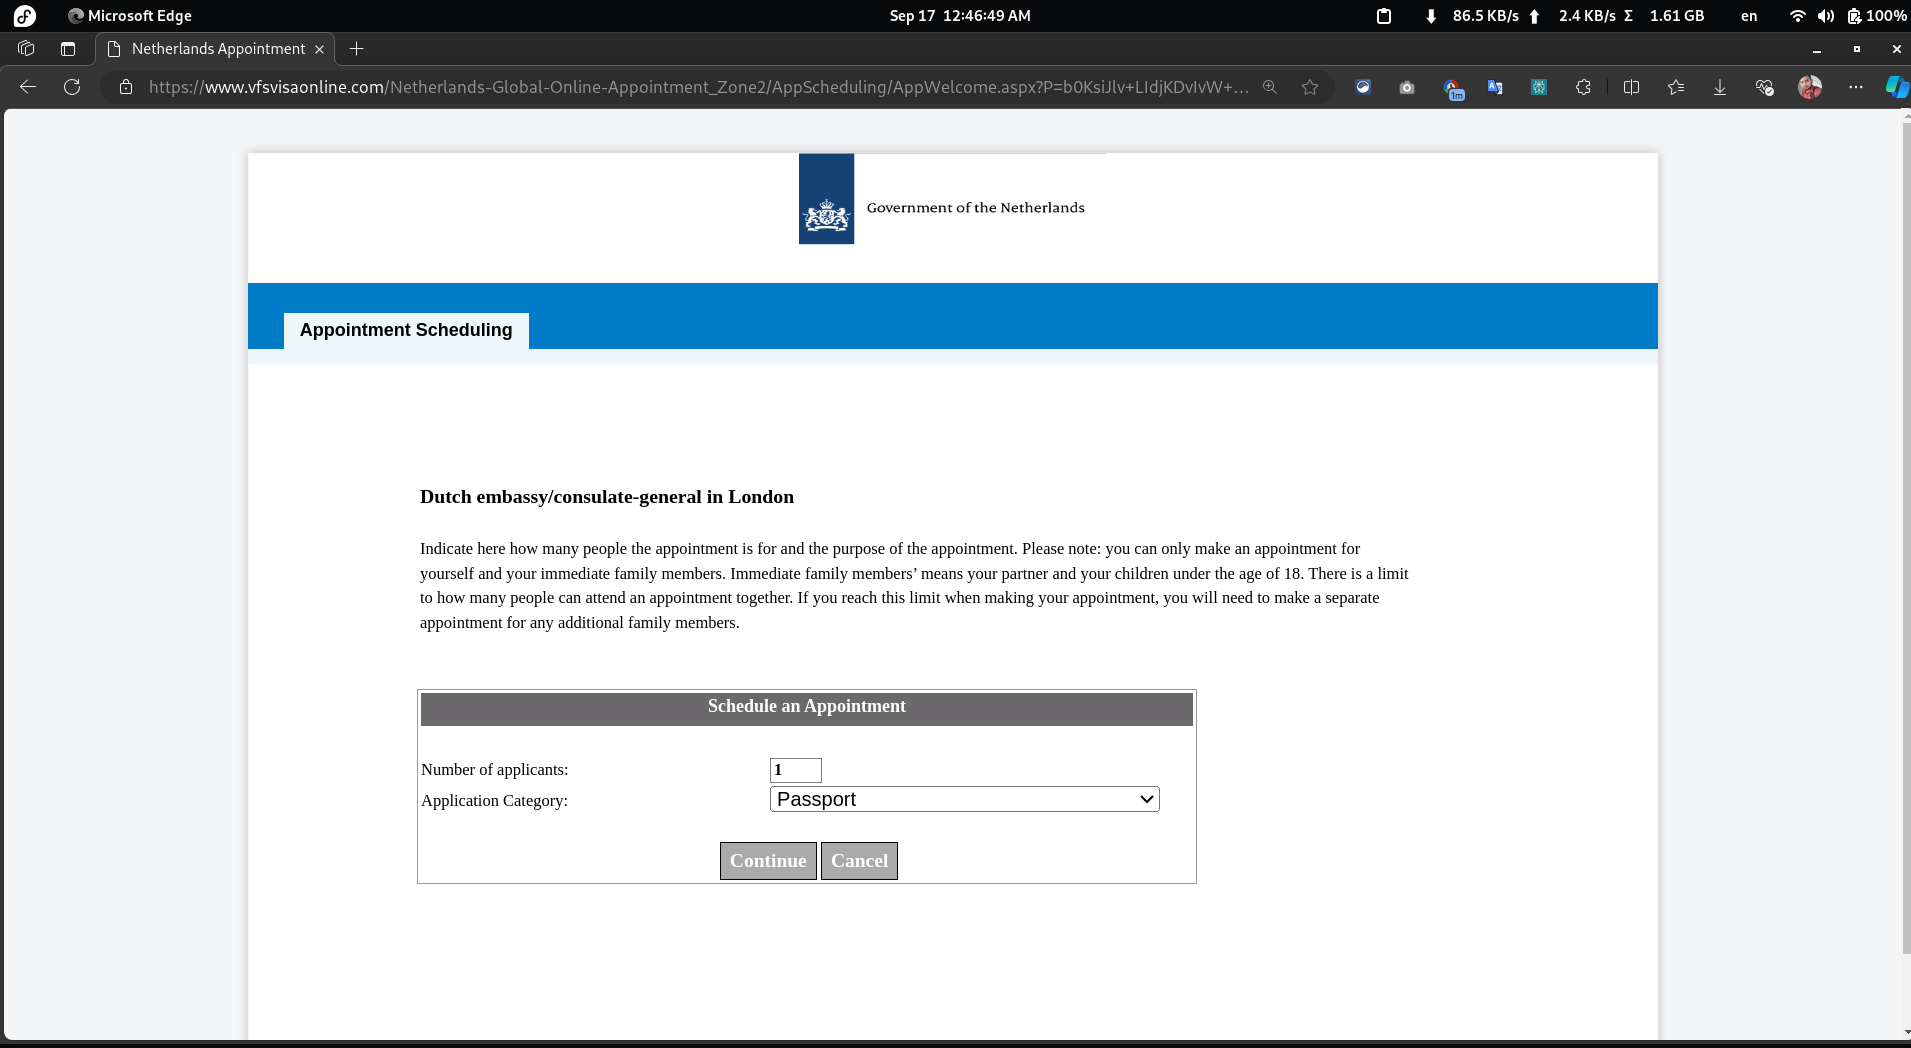 Microsoft Edge
Sep 17 12:46:49 AM
86.5 KB/s
2.4 KB/s Σ
1.61 GB
en
100%
Netherlands Appointment
https://www.vfsvisaonline.com/Netherlands-Global-Online-Appointment_Zone2/AppScheduling/AppWelcome.aspx?P=b0KsiJlv+LIdjKDvIvW+...
1m
Government of the Netherlands
Appointment Scheduling
Dutch embassy/consulate-general in London
Indicate here how many people the appointment is for and the purpose of the appointment. Please note: you can only make an appointment for
yourself and your immediate family members. Immediate family members’ means your partner and your children under the age of 18. There is a limit
to how many people can attend an appointment together. If you reach this limit when making your appointment, you will need to make a separate
appointment for any additional family members.
Schedule an Appointment
Number of applicants:
1
Application Category:
Passport
Continue
Cancel